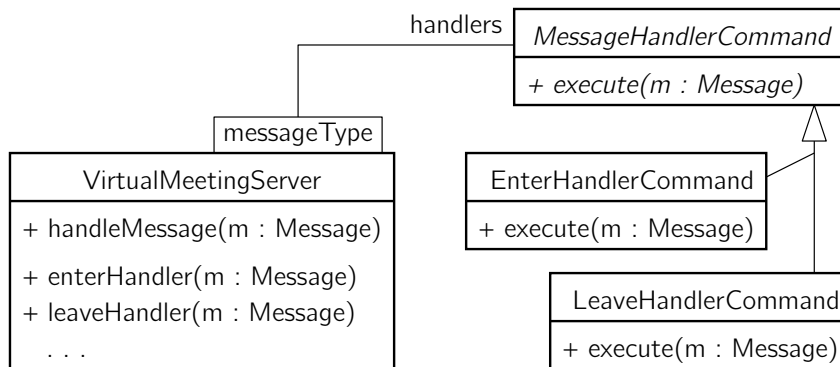 handlers
MessageHandlerCommand
+ execute(m : Message)
messageType
VirtualMeetingServer
+ handleMessage(m : Message)
+ enterHandler(m : Message)
+ leaveHandler(m : Message)
. . .
EnterHandlerCommand
+ execute(m : Message)
LeaveHandlerCommand
+ execute(m : Message)